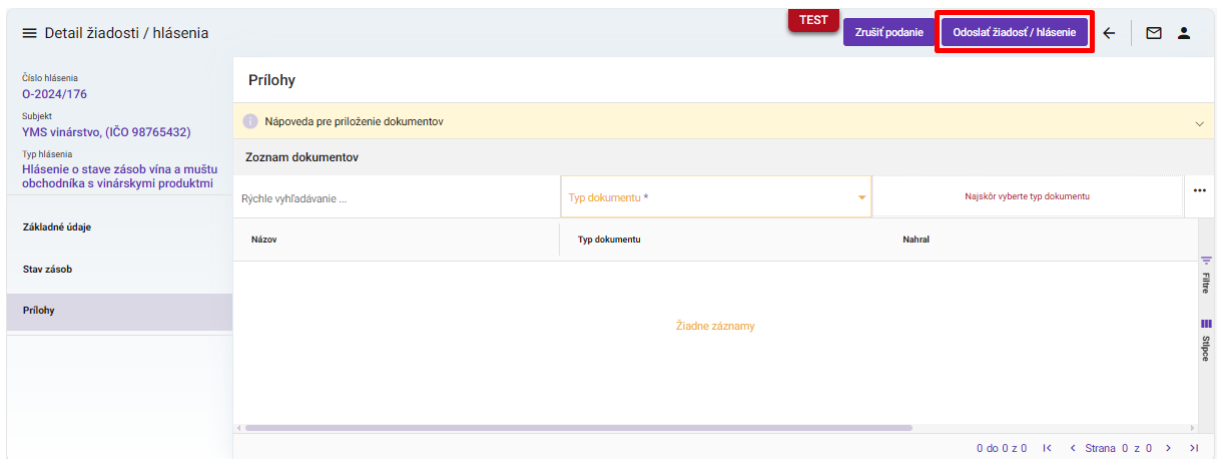 Detail žiadosti / hlásenia
TEST
Zrušiť podanie
Odoslať žiadosť / hlásenie
Číslo hlásenia
O-2024/176
Subjekt
YMS vinárstvo, (IČO 98765432)
Typ hlásenia
Hlásenie o stave zásob vína a muštu
obchodníka s vinárskymi produktmi
Základné údaje
Stav zásob
Prílohy
Prílohy
Nápoveda pre priloženie dokumentov
Zoznam dokumentov
Rýchle vyhľadávanie ...
Typ dokumentu *
Najskôr vyberte typ dokumentu
Názov
Typ dokumentu
Nahral
Žiadne záznamy
Filtre
Stĺpce
0 do 0 z 0
Strana 0 z 0